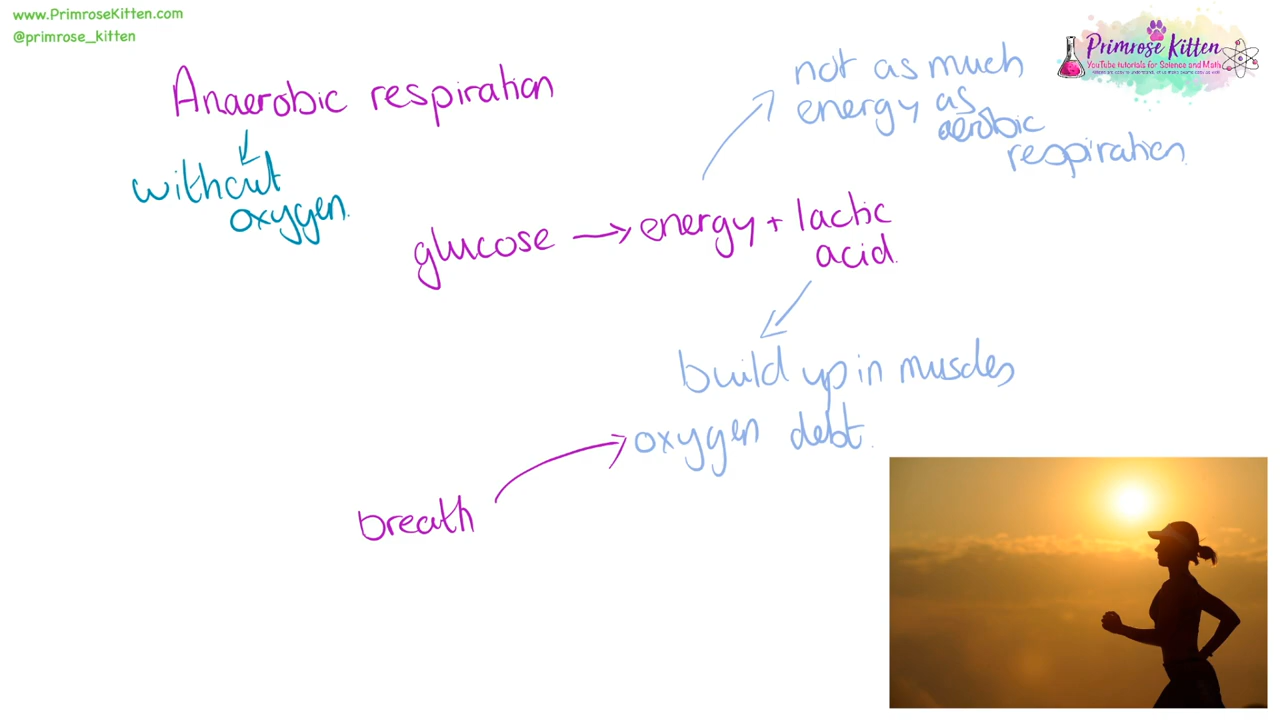 www.PrimroseKitten.com
@primrose_kitten
Primrose Kitten
YouTube tutorials for Science and Maths
Anaerobic respiration
without
oxygen.
not as much
energy as
aerobic
respiration
glucose → energy + lactic
acid.
build up in muscles
oxygen debt.
breath